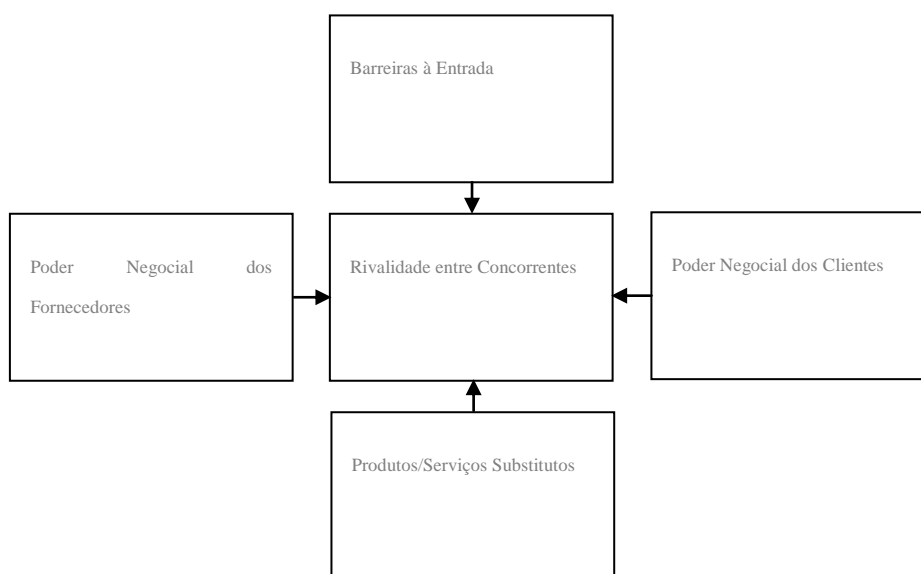 Barreiras à Entrada
Poder Negocial dos
Fornecedores
Rivalidade entre Concorrentes
Poder Negocial dos Clientes
Produtos/Serviços Substitutos